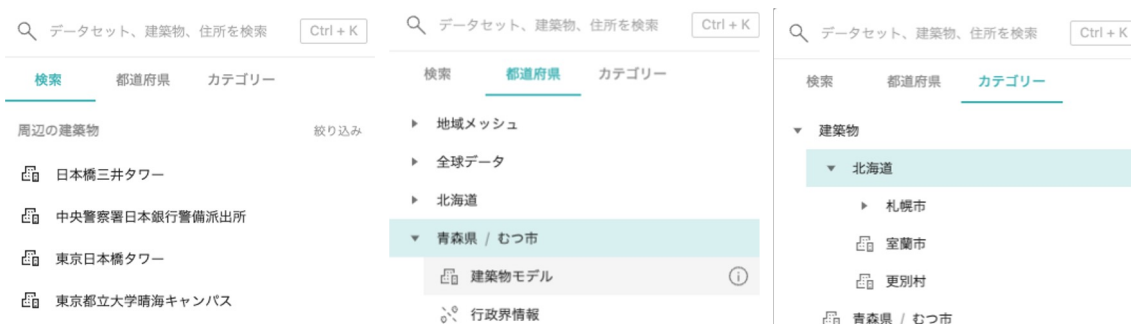 データセット、建築物、住所を検索 Ctrl + K
検索 都道府県 カテゴリー
周辺の建築物 絞り込み
日本橋三井タワー
中央警察署日本銀行警備派出所
東京日本橋タワー
東京都立大学晴海キャンパス
データセット、建築物、住所を検索 Ctrl + K
検索 都道府県 カテゴリー
地域メッシュ
全球データ
北海道
青森県 / むつ市
建築物モデル
行政界情報
データセット、建築物、住所を検索 Ctrl + K
検索 都道府県 カテゴリー
建築物
北海道
札幌市
室蘭市
更別村
青森県 / むつ市